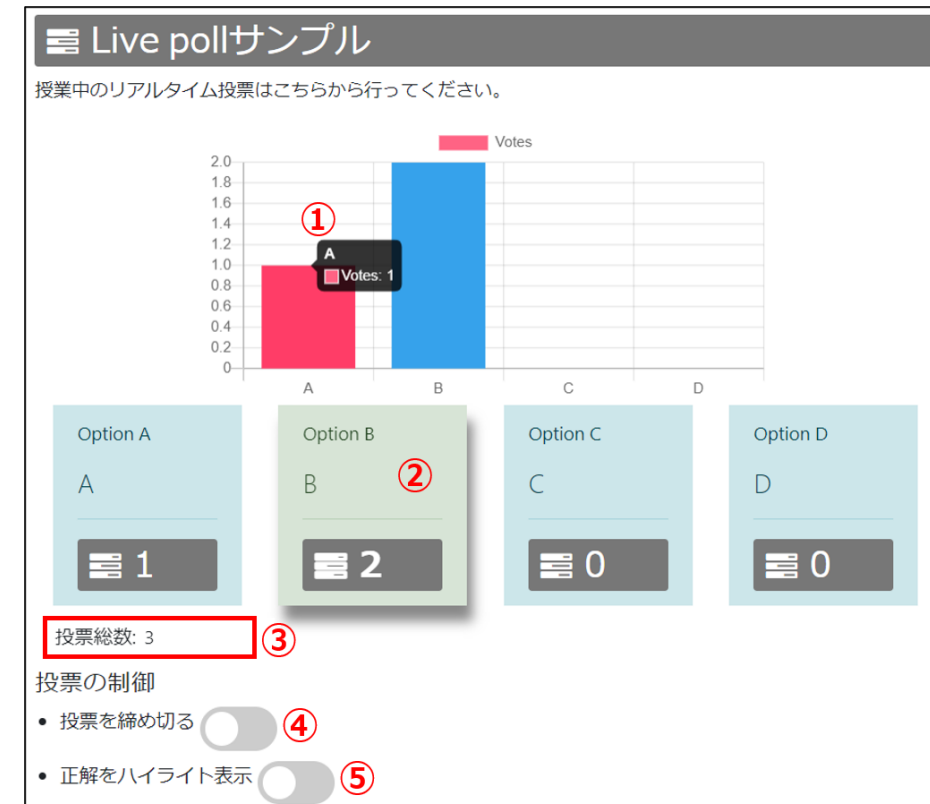 Live pollサンプル
授業中のリアルタイム投票はこちらから行ってください。
Votes
2.0
1.8
1.6
1.4
1.2
1.0
0.8
0.6
0.4
0.2
0
①
A
Votes: 1
A B C D
Option A Option B Option C Option D
A B ② C D
1 2 0 0
投票総数: 3 ③
投票の制御
• 投票を締め切る ④
• 正解をハイライト表示 ⑤